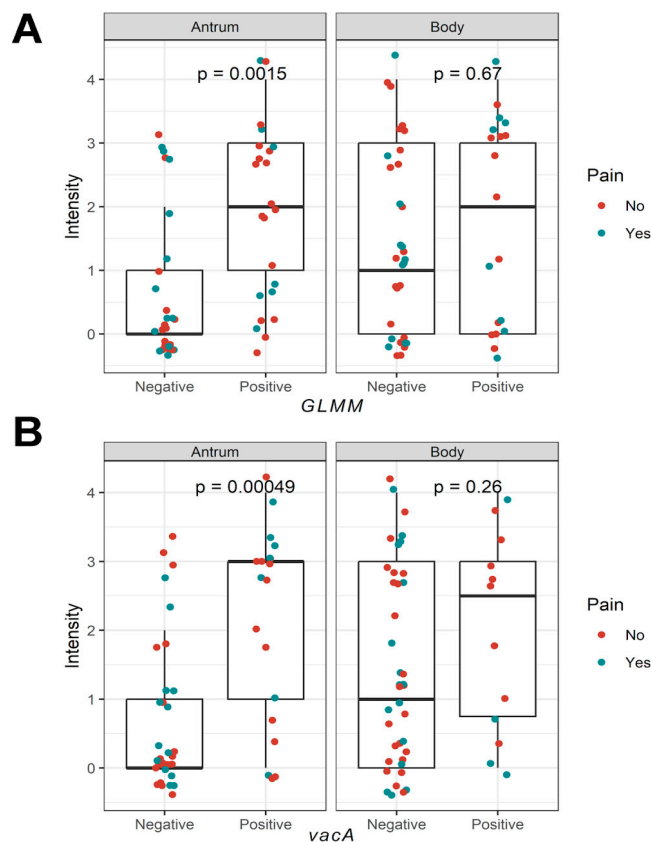 A
Antrum Body
p = 0.0015 p = 0.67
4
3
2
1
0
Intensity
Negative Positive Negative Positive
GLMM
Pain
No
Yes
B
Antrum Body
p = 0.00049 p = 0.26
4
3
2
1
0
Intensity
Negative Positive Negative Positive
vacA
Pain
No
Yes